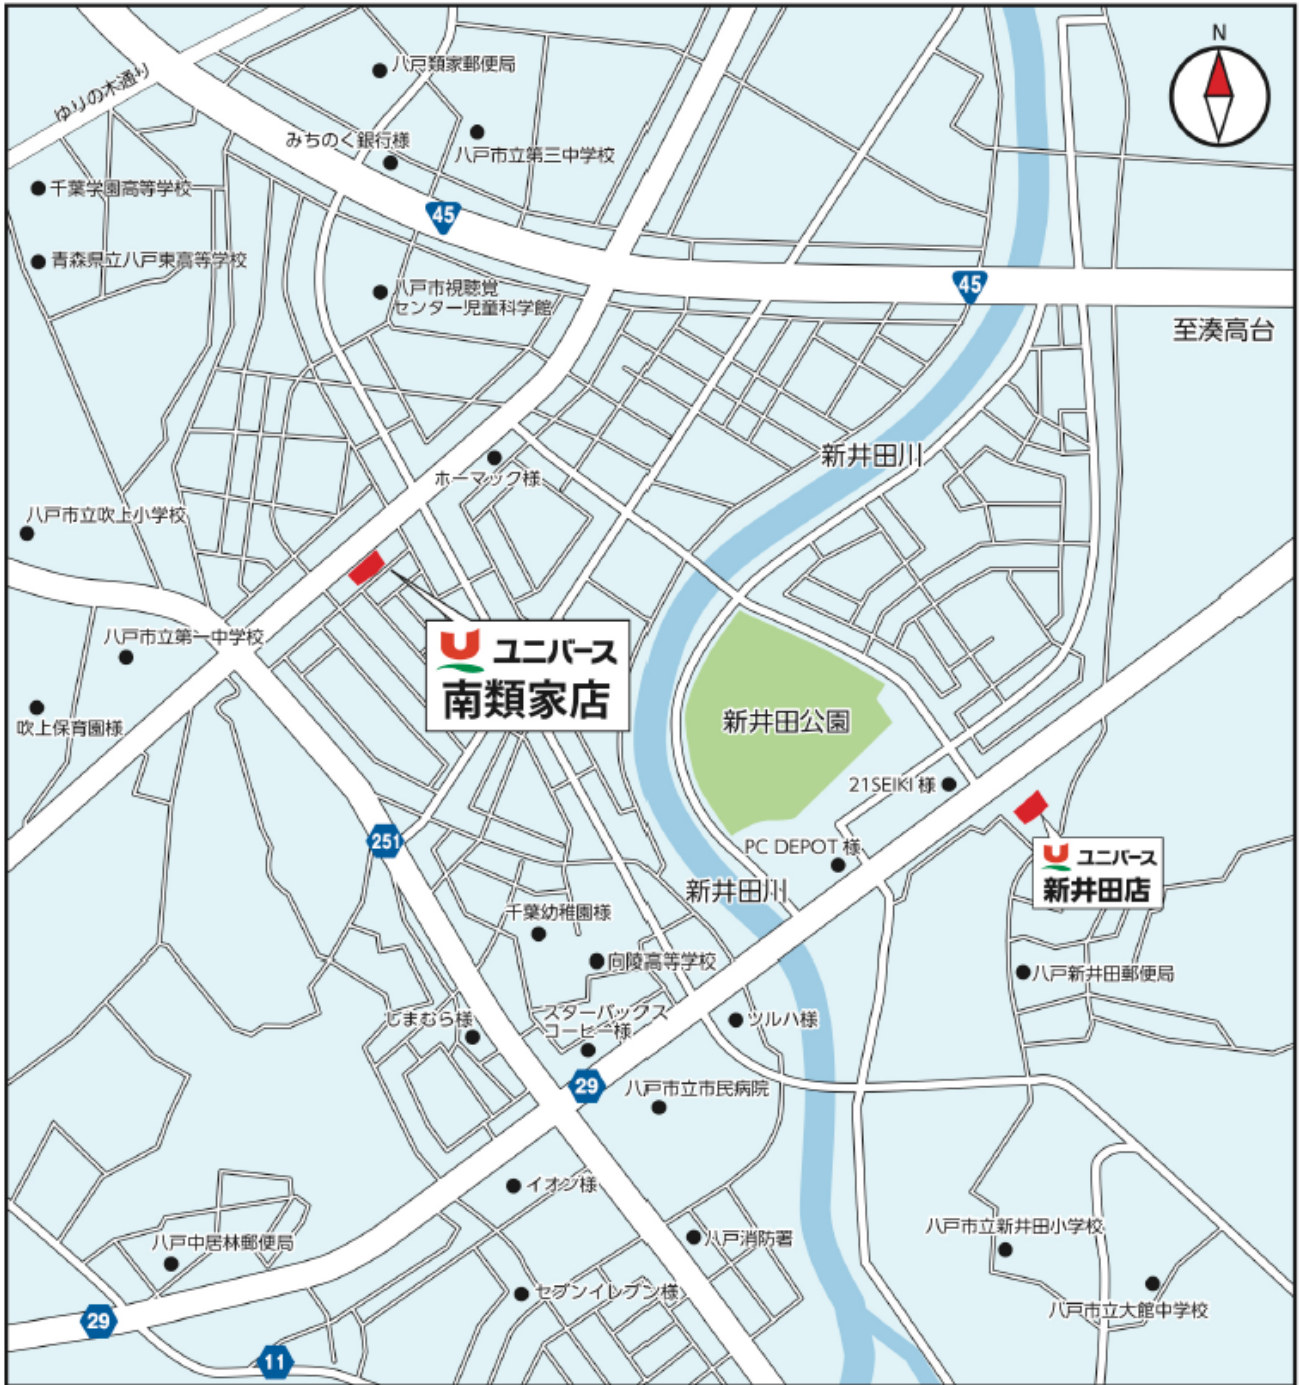 N
八戸類家郵便局
ゆりの木通り
みちのく銀行様
八戸市立第三中学校
千葉学園高等学校
45
青森県立八戸東高等学校
八戸市視聴覚
センター児童科学館
45
至湊高台
新井田川
ホーマック様
八戸市立吹上小学校
八戸市立第一中学校
ユニバース
南類家店
吹上保育園様
新井田公園
21SEIKI 様
251
PC DEPOT 様
ユニバース
新井田店
新井田川
千葉幼稚園様
向陵高等学校
八戸新井田郵便局
しまむら様
スターバックス
コーヒー様
ツルハ様
29
八戸市立市民病院
イオン様
八戸市立新井田小学校
八戸中居林郵便局
八戸消防署
セブンイレブン様
八戸市立大館中学校
29
11